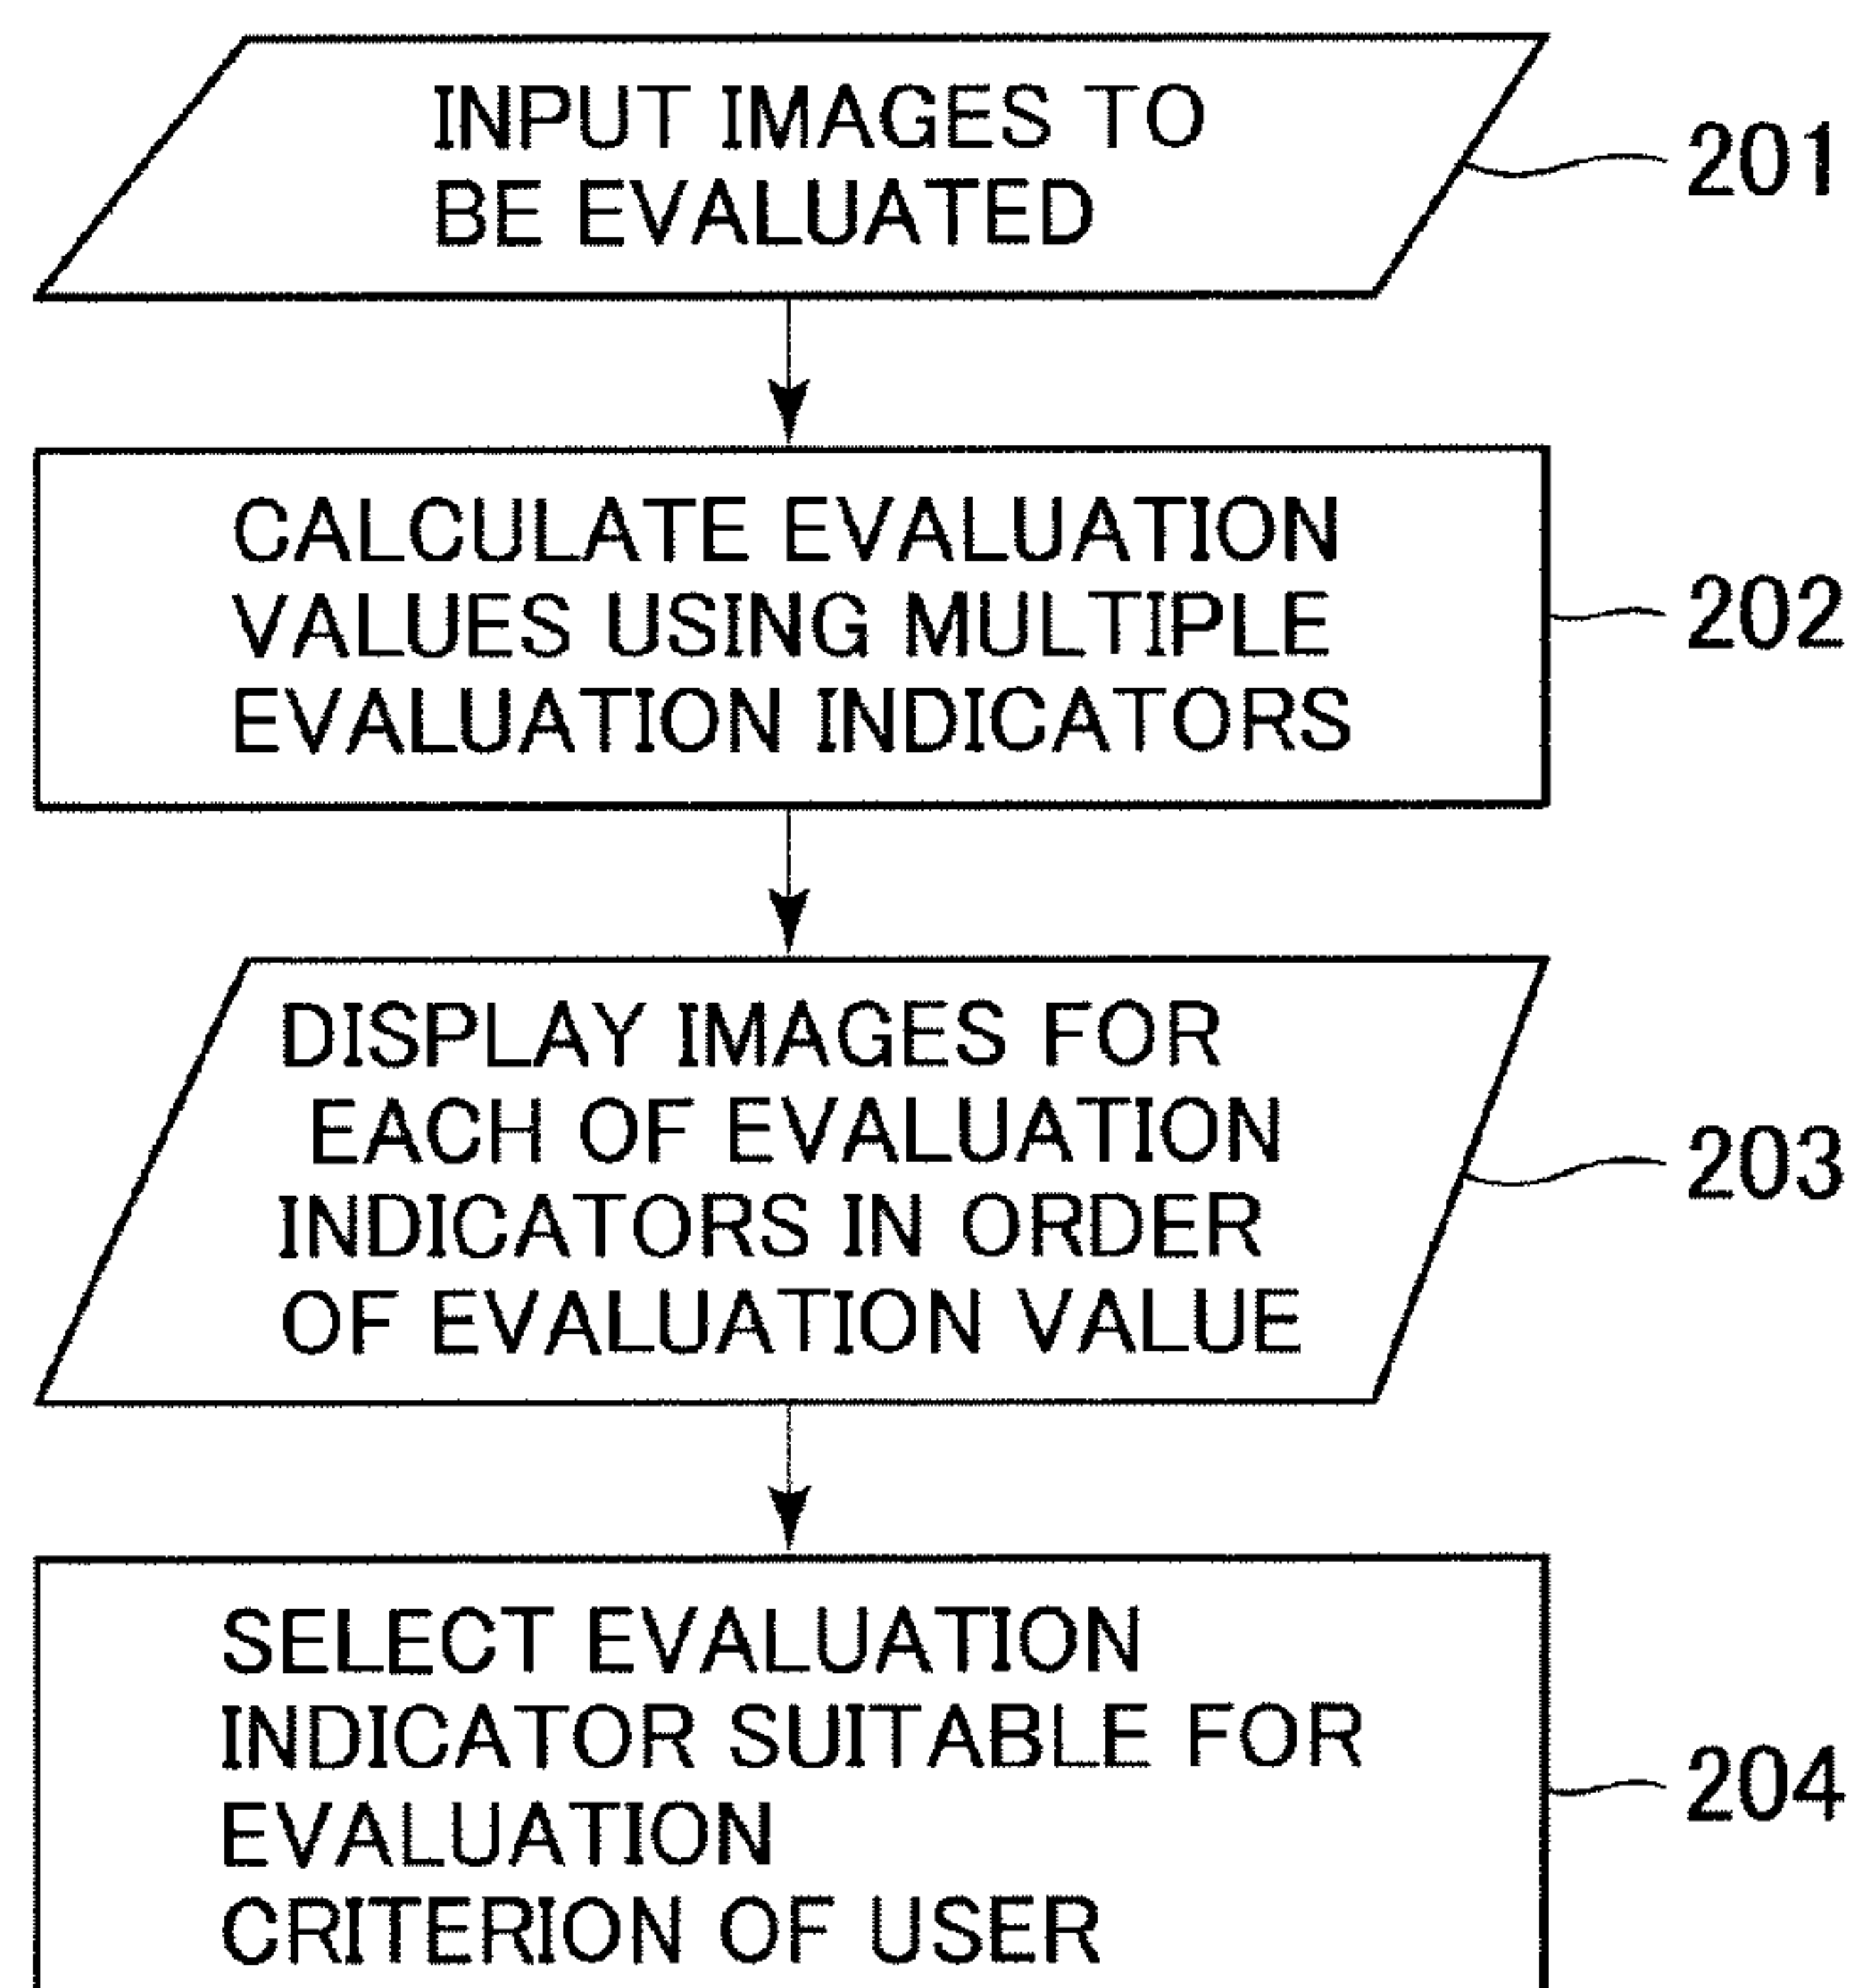 INPUT IMAGES TO
BE EVALUATED
201
CALCULATE EVALUATION
VALUES USING MULTIPLE
EVALUATION INDICATORS
202
DISPLAY IMAGES FOR
EACH OF EVALUATION
INDICATORS IN ORDER
OF EVALUATION VALUE
203
SELECT EVALUATION
INDICATOR SUITABLE FOR
EVALUATION
CRITERION OF USER
204